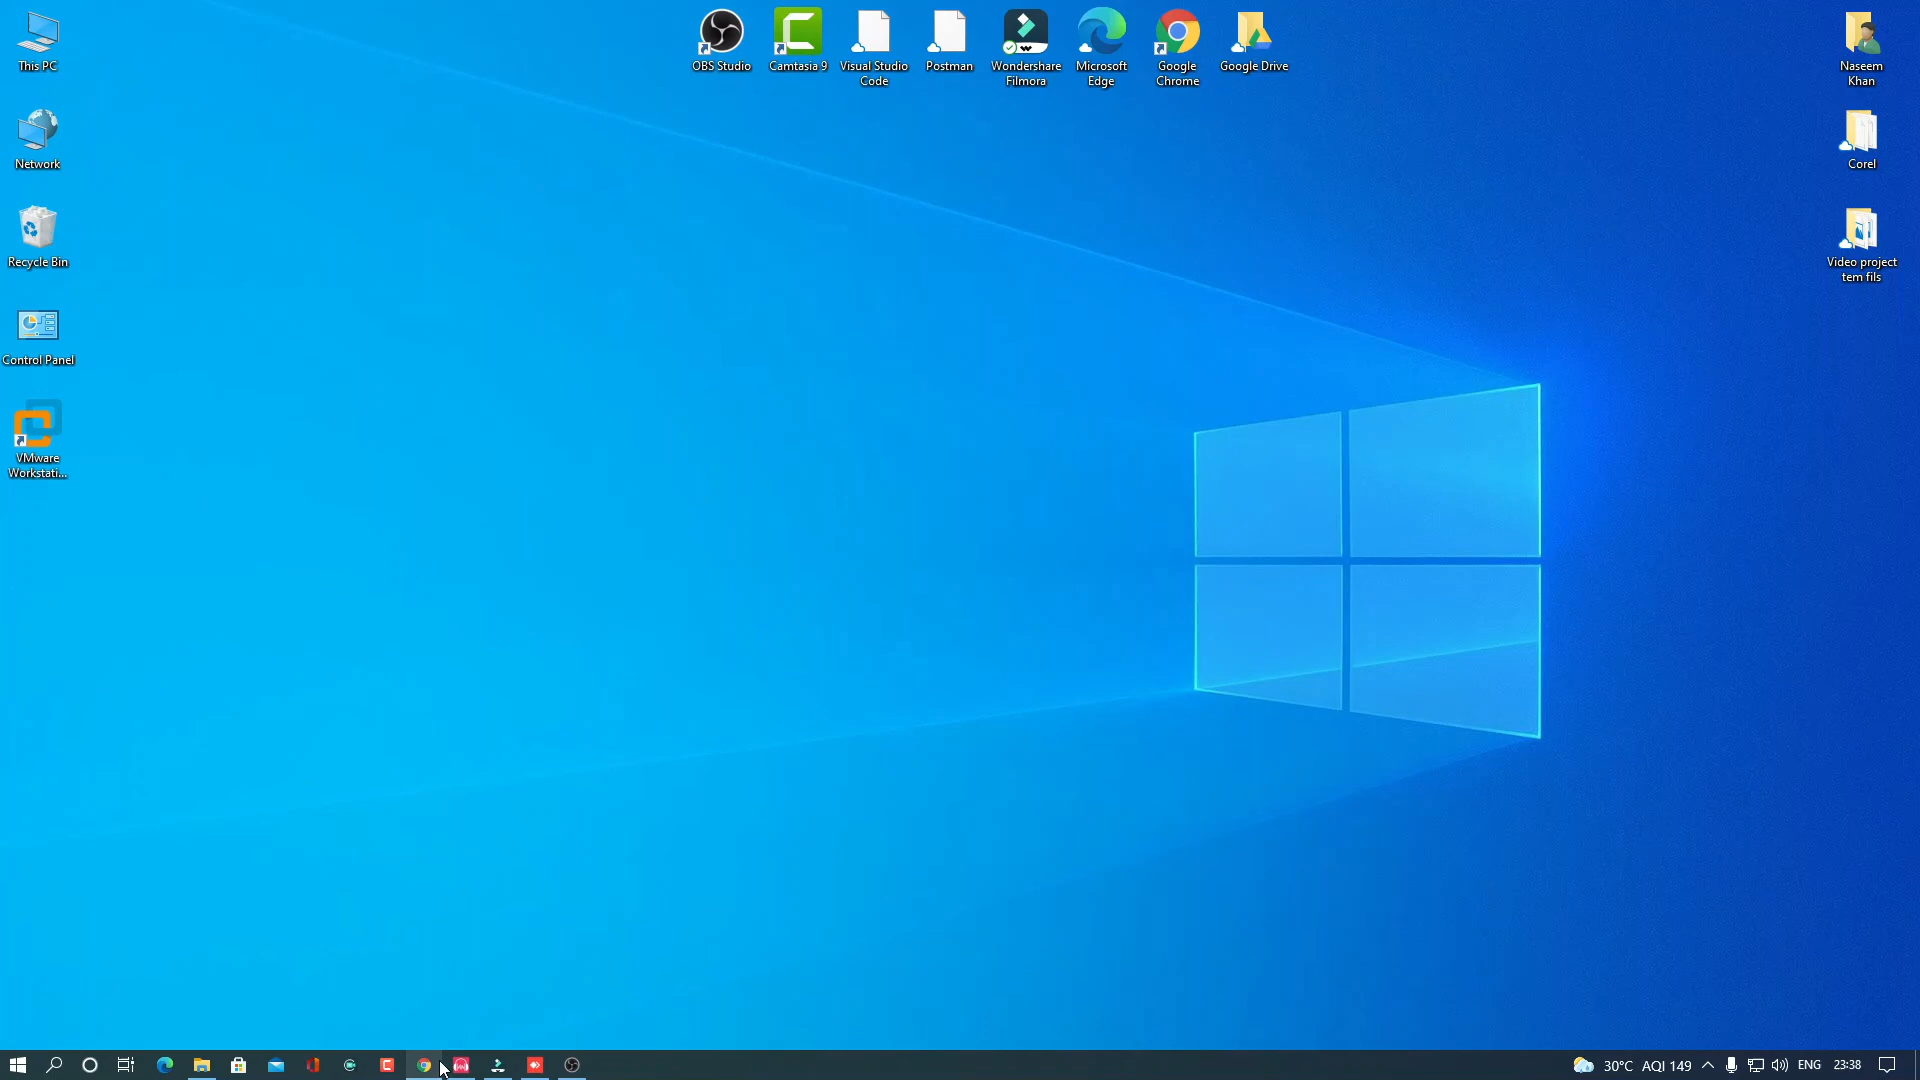 This PC
Network
Recycle Bin
Control Panel
VMware
Workstati...
OBS Studio
Camtasia 9
Visual Studio
Code
Postman
Wondershare
Filmora
Microsoft
Edge
Google
Chrome
Google Drive
Naseem
Khan
Corel
Video project
tem fils
30°C AQI 149
ENG
23:38